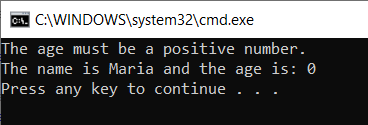 C:\WINDOWS\system32\cmd.exe
The age must be a positive number.
The name is Maria and the age is: 0
Press any key to continue . . .